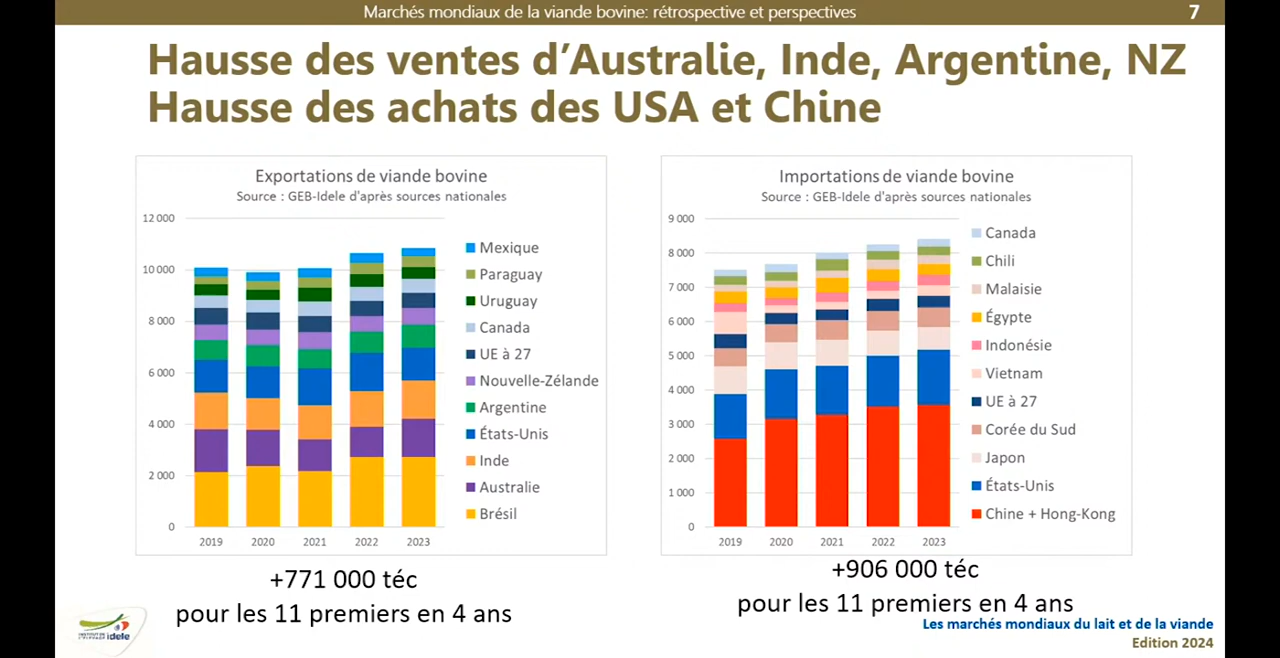 Marchés mondiaux de la viande bovine: rétrospective et perspectives
7
Hausse des ventes d’Australie, Inde, Argentine, NZ
Hausse des achats des USA et Chine
Exportations de viande bovine
Source : GEB-Idele d'après sources nationales
12 000
10 000
8 000
6 000
4 000
2 000
0
2019
2020
2021
2022
2023
Mexique
Paraguay
Uruguay
Canada
UE à 27
Nouvelle-Zélande
Argentine
États-Unis
Inde
Australie
Brésil
Importations de viande bovine
Source : GEB-Idele d'après sources nationales
9 000
8 000
7 000
6 000
5 000
4 000
3 000
2 000
1 000
0
2019
2020
2021
2022
2023
Canada
Chili
Malaisie
Égypte
Indonésie
Vietnam
UE à 27
Corée du Sud
Japon
États-Unis
Chine + Hong-Kong
+771 000 téc
pour les 11 premiers en 4 ans
+906 000 téc
pour les 11 premiers en 4 ans
idele
Les marchés mondiaux du lait et de la viande
Edition 2024